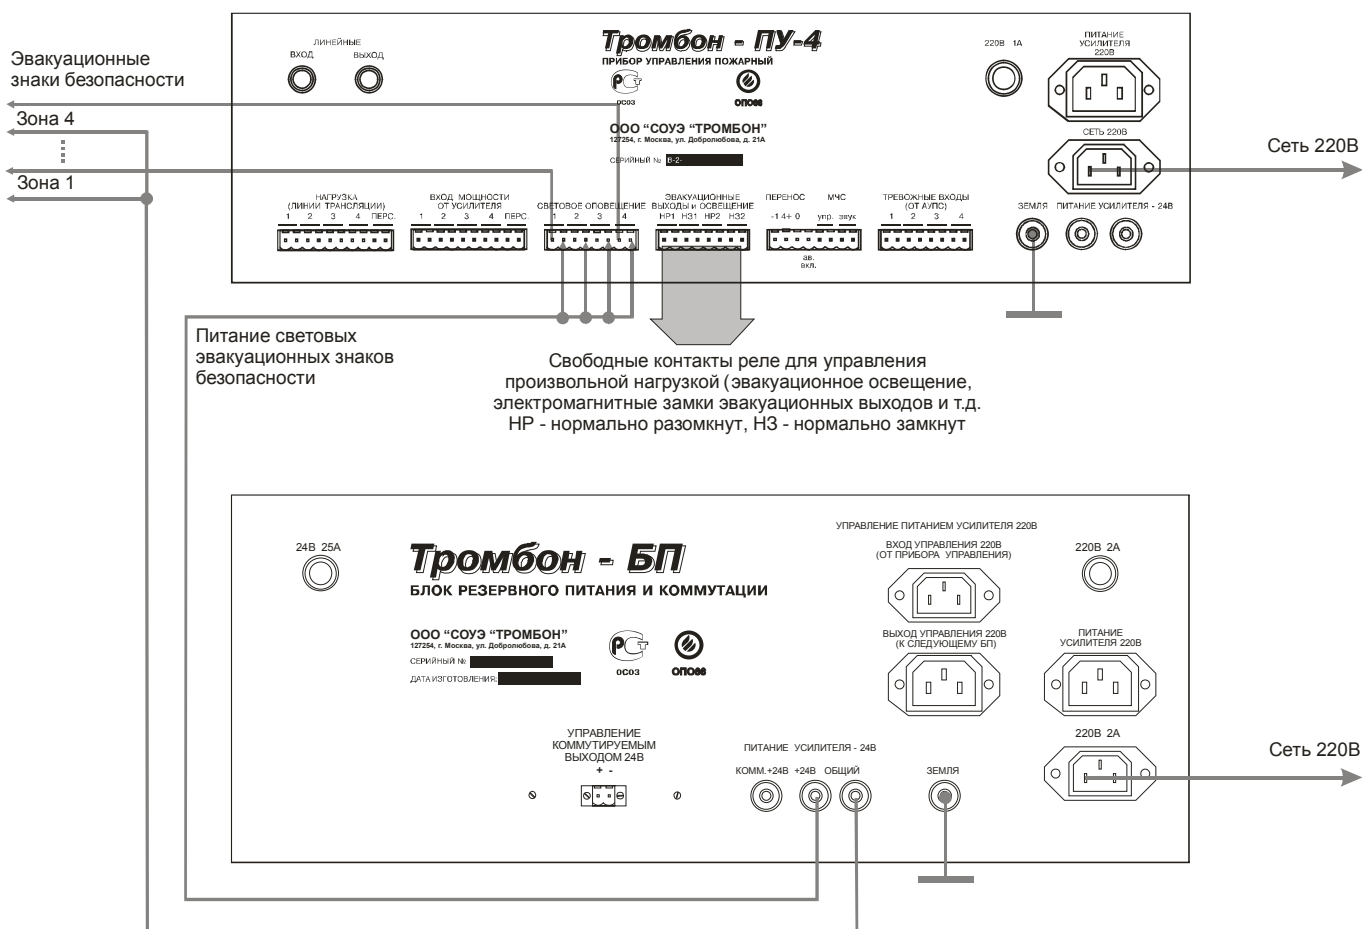 Эвакуационные
знаки безопасности
Зона 4
Зона 1
ЛИНЕЙНЫЕ
ВХОД ВЫХОД
Тромбон - ПУ-4
ПРИБОР УПРАВЛЕНИЯ ПОЖАРНЫЙ
РСт
ОС03
ОП066
ООО “СОУЭ “ТРОМБОН”
127254, г. Москва, ул. Добролюбова, д. 21А
СЕРИЙНЫЙ № В-2-
220В 1А
ПИТАНИЕ
УСИЛИТЕЛЯ
220В
СЕТЬ 220В
Сеть 220В
НАГРУЗКА
(ЛИНИИ ТРАНСЛЯЦИИ)
1 2 3 4 ПЕРС.
ВХОД МОЩНОСТИ
ОТ УСИЛИТЕЛЯ
1 2 3 4 ПЕРС.
СВЕТОВОЕ ОПОВЕЩЕНИЕ
1 2 3 4
ЭВАКУАЦИОННЫЕ
ВЫХОДЫ и ОСВЕЩЕНИЕ
НР1 НЗ1 НР2 НЗ2
ПЕРЕНОС МЧС
-1 4+ 0 упр. звук
ав.
вкл.
ТРЕВОЖНЫЕ ВХОДЫ
(ОТ АУПС)
1 2 3 4
ЗЕМЛЯ ПИТАНИЕ УСИЛИТЕЛЯ - 24В
Питание световых
эвакуационных знаков
безопасности
Свободные контакты реле для управления
произвольной нагрузкой (эвакуационное освещение,
электромагнитные замки эвакуационных выходов и т.д.
НР - нормально разомкнут, НЗ - нормально замкнут
24В 25А
Тромбон - БП
БЛОК РЕЗЕРВНОГО ПИТАНИЯ И КОММУТАЦИИ
ООО “СОУЭ “ТРОМБОН”
127254, г. Москва, ул. Добролюбова, д. 21А
СЕРИЙНЫЙ №
ДАТА ИЗГОТОВЛЕНИЯ:
РСт
ОС03
ОП066
УПРАВЛЕНИЕ ПИТАНИЕМ УСИЛИТЕЛЯ 220В
ВХОД УПРАВЛЕНИЯ 220В
(ОТ ПРИБОРА УПРАВЛЕНИЯ)
220В 2А
ВЫХОД УПРАВЛЕНИЯ 220В
(К СЛЕДУЮЩЕМУ БП)
ПИТАНИЕ
УСИЛИТЕЛЯ 220В
УПРАВЛЕНИЕ
КОММУТИРУЕМЫМ
ВЫХОДОМ 24В
+ -
ПИТАНИЕ УСИЛИТЕЛЯ - 24В
КОММ.+24В +24В ОБЩИЙ
ЗЕМЛЯ
220В 2А
Сеть 220В